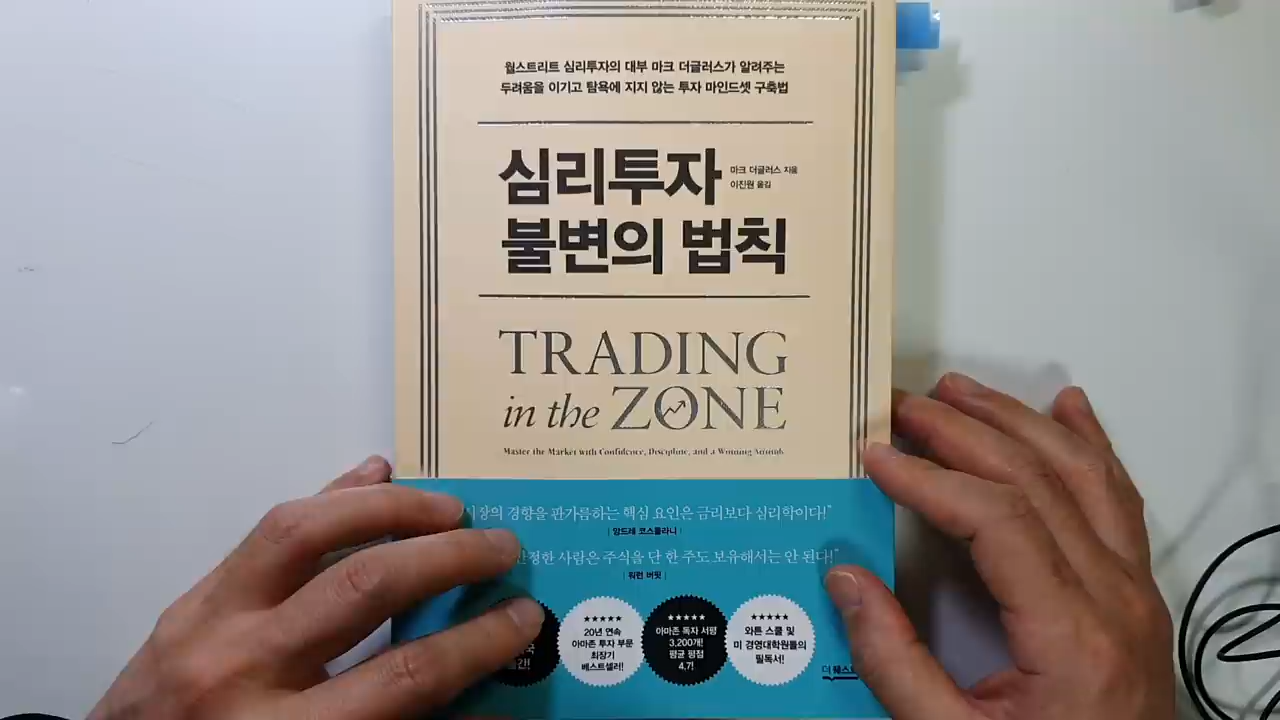 월스트리트 심리투자의 대부 마크 더글러스가 알려주는
두려움을 이기고 탐욕에 지지 않는 투자 마인드셋 구축법
심리투자
불변의 법칙
마크 더글러스 지음
이진원 옮김
TRADING
in the ZONE
Master the Market with Confidence, Discipline, and a Winning Attitude
시장의 경향을 판가름하는 핵심 요인은 금리보다 심리학이다!"
| 앙드레 코스톨라니 |
사람은 주식을 단 한 주도 보유해서는 안 된다!"
| 워런 버핏 |
20년 연속
아마존 투자 부문
최장기
베스트셀러!
아마존 독자 서평
3,200개!
평균 평점
4.7!
와튼 스쿨 및
미 경영대학원들의
필독서!